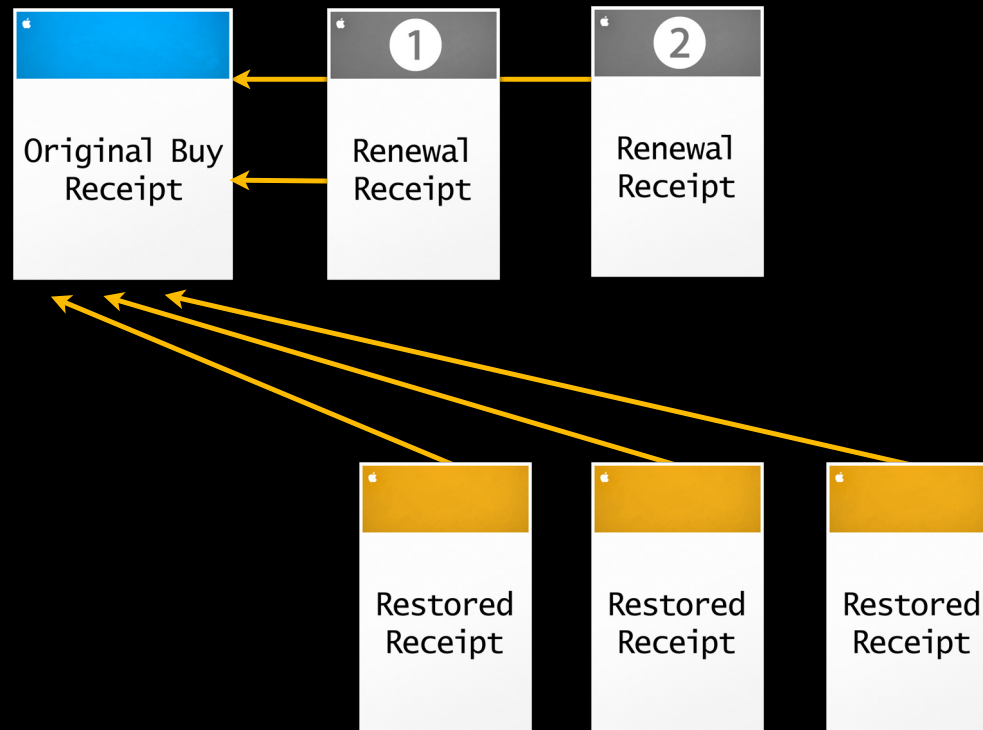 1
2
Original Buy
Receipt
Renewal
Receipt
Renewal
Receipt
Restored
Receipt
Restored
Receipt
Restored
Receipt